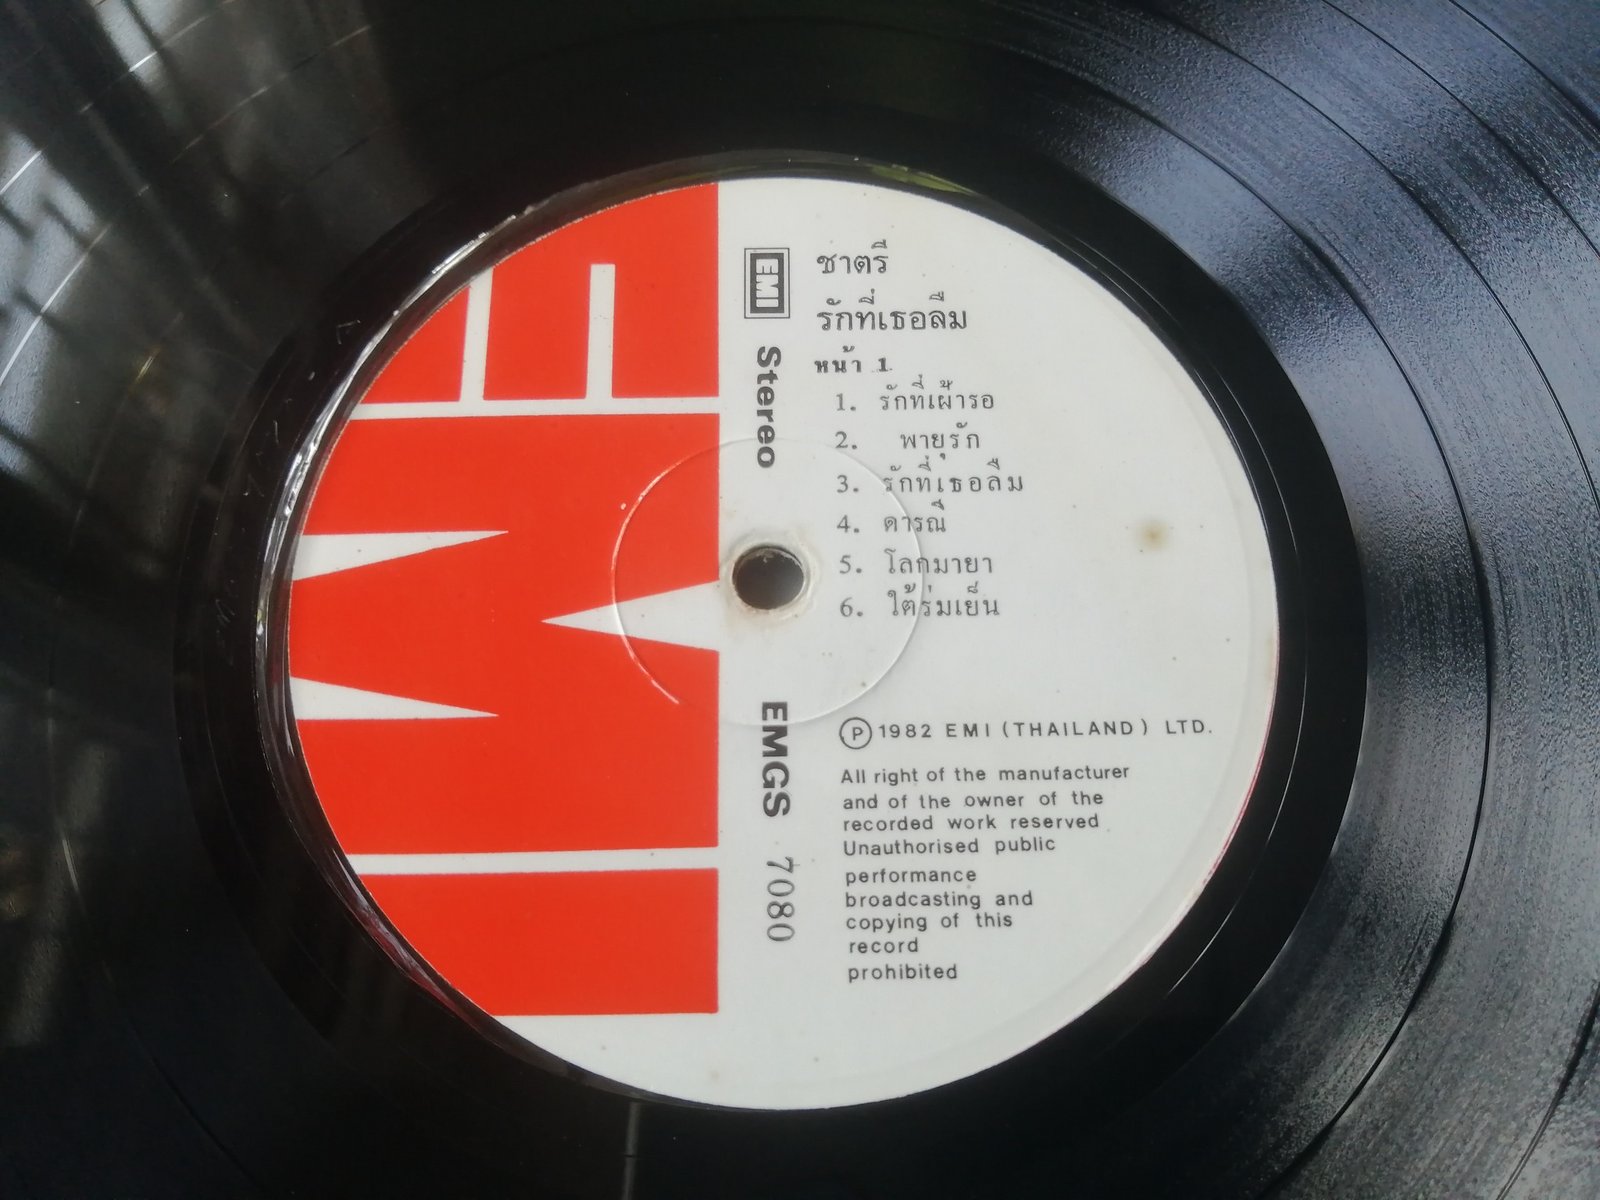 EMI
EMI
Stereo
EMGS 7080
ชาตรี
รักที่เธอลืม
หน้า 1.
1. รักที่เฝ้ารอ
2. พายุรัก
3. รักที่เธอลืม
4. ดารณี
5. โลกมายา
6. ใต้ร่มเย็น
Ⓟ 1982 EMI (THAILAND) LTD.
All right of the manufacturer
and of the owner of the
recorded work reserved
Unauthorised public
performance
broadcasting and
copying of this
record
prohibited